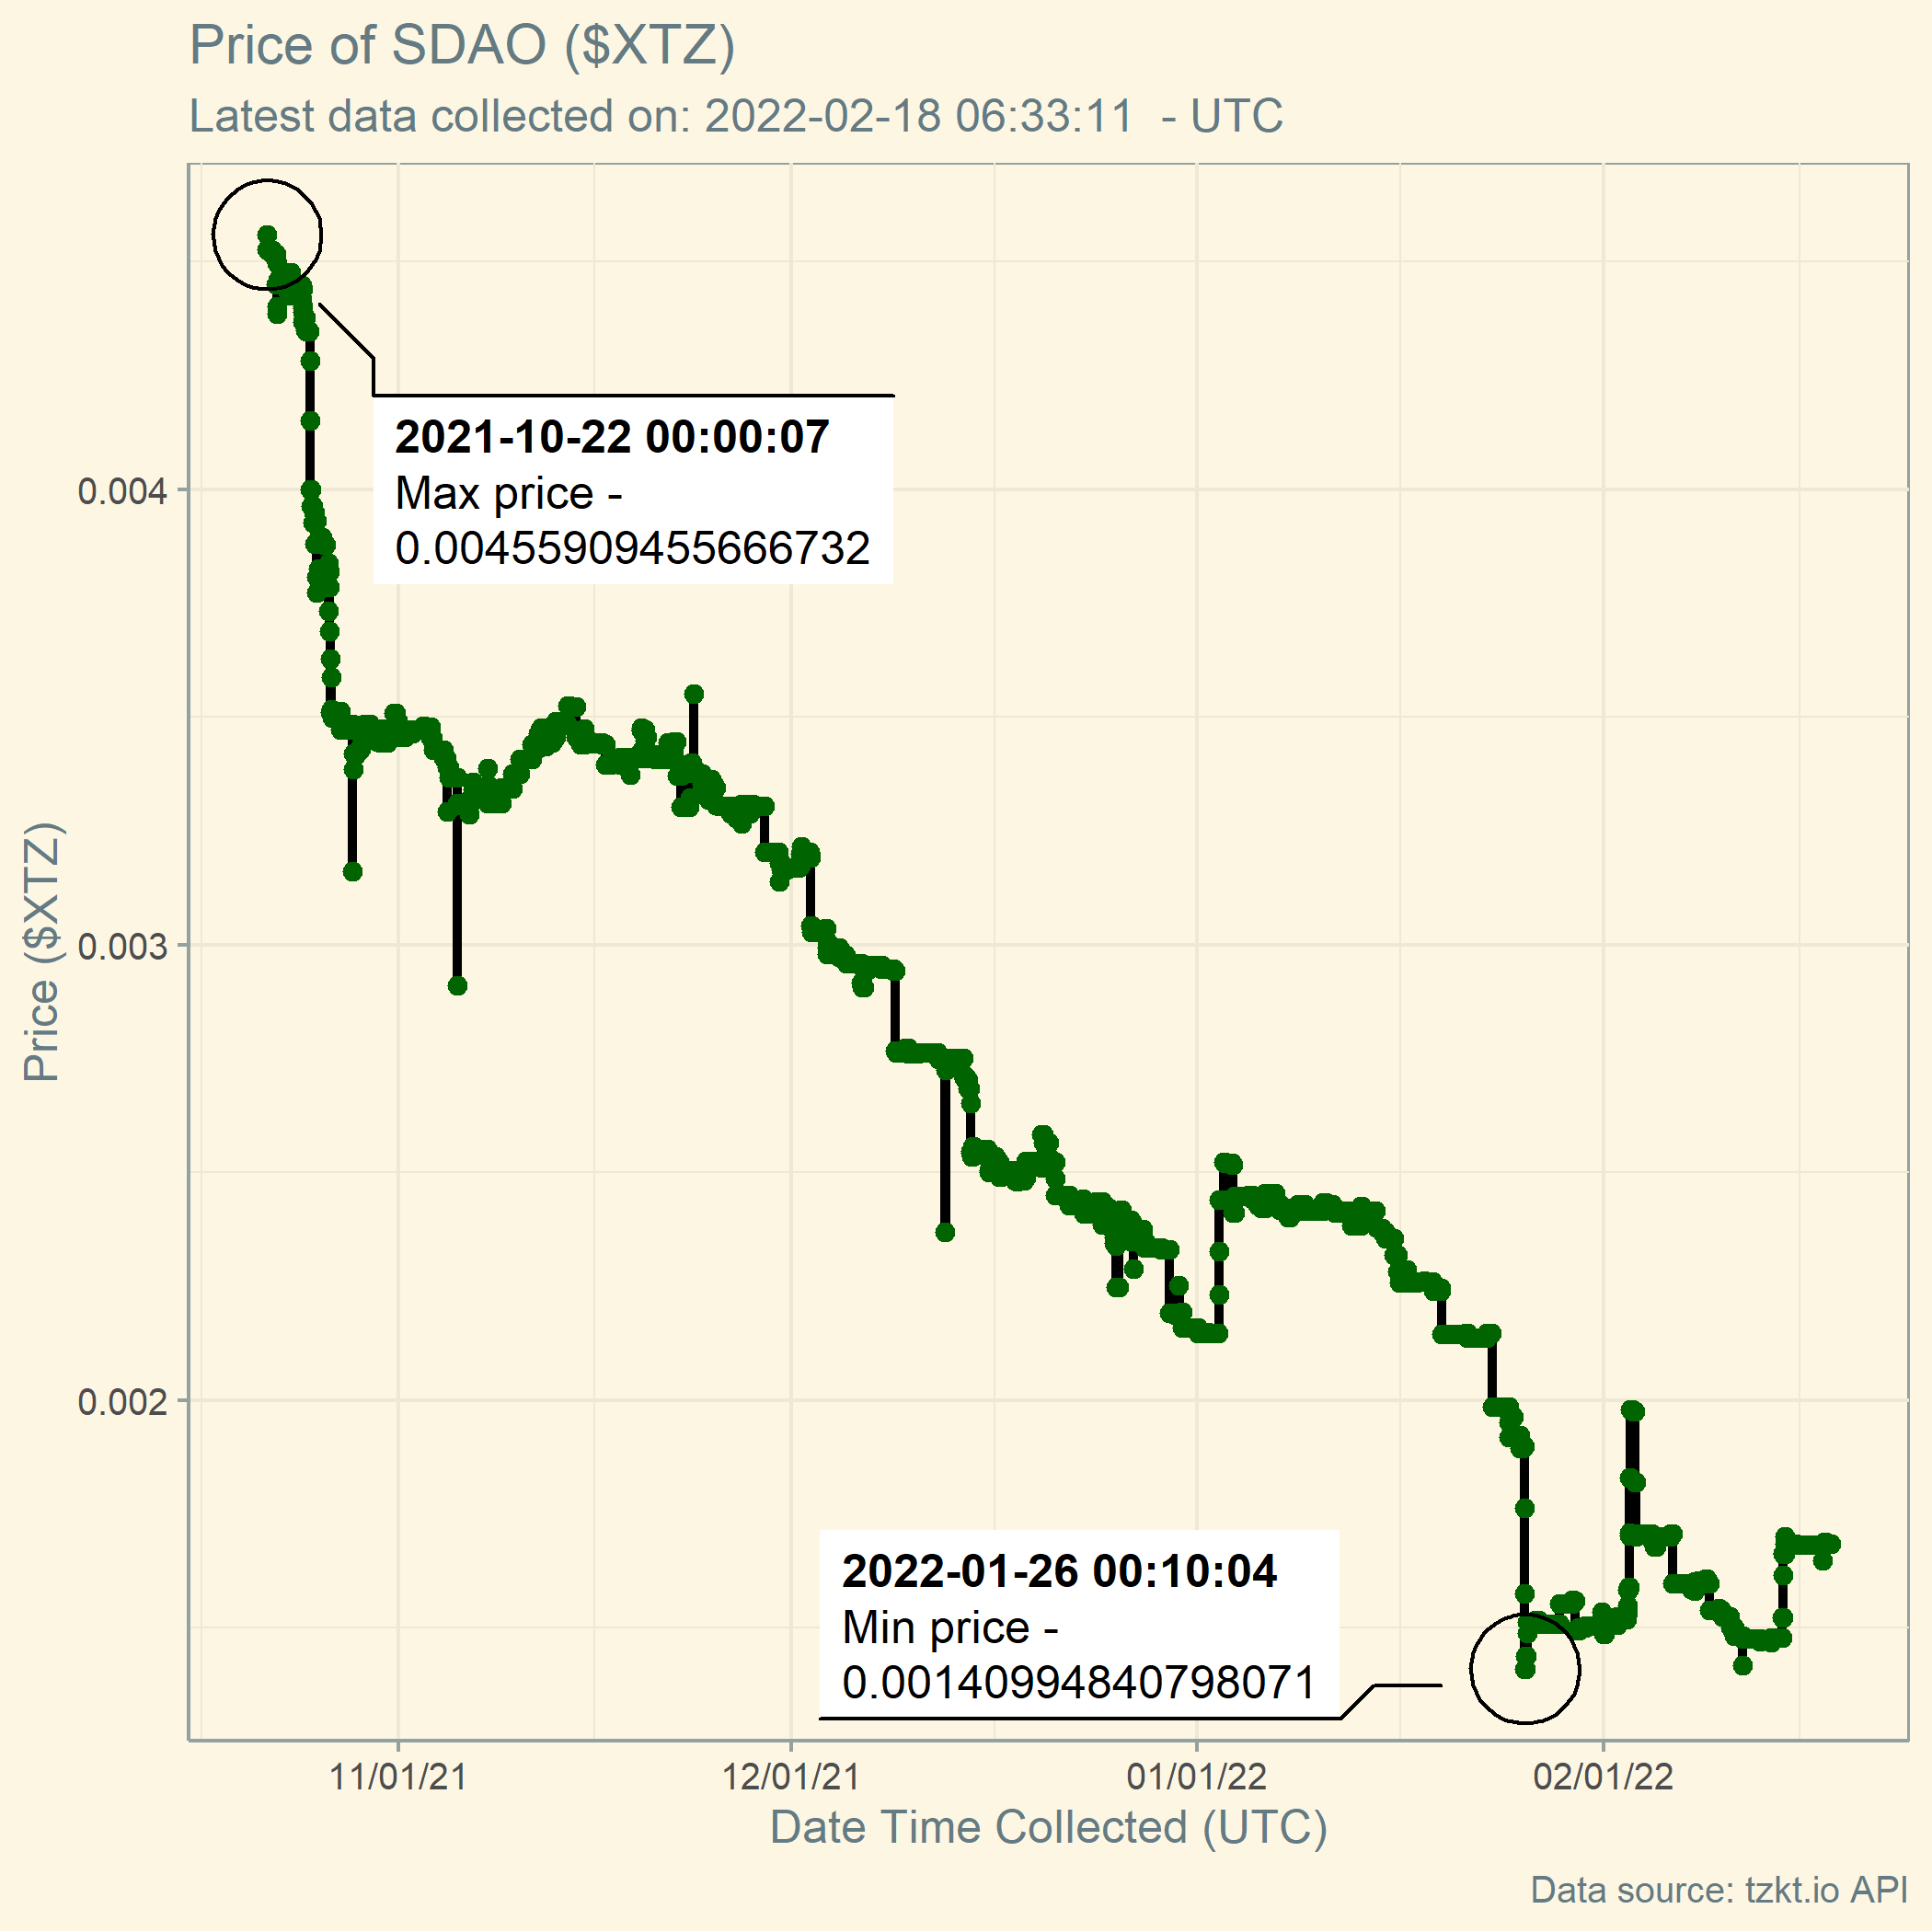 Price of SDAO ($XTZ)
Latest data collected on: 2022-02-18 06:33:11  - UTC
2021-10-22 00:00:07
Max price -
0.00455909455666732
0.004
0.003
0.002
Price ($XTZ)
2022-01-26 00:10:04
Min price -
0.00140994840798071
11/01/21
12/01/21
01/01/22
02/01/22
Date Time Collected (UTC)
Data source: tzkt.io API